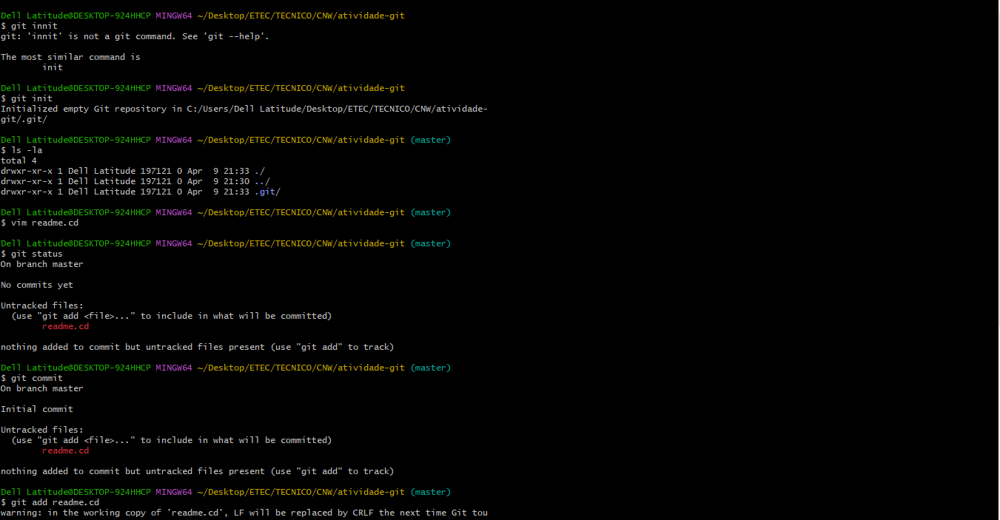 Dell Latitude@DESKTOP-924HHCP MINGW64 ~/Desktop/ETEC/TECNICO/CNW/atividade-git
$ git innit
git: 'innit' is not a git command. See 'git --help'.
The most similar command is
init
Dell Latitude@DESKTOP-924HHCP MINGW64 ~/Desktop/ETEC/TECNICO/CNW/atividade-git
$ git init
Initialized empty Git repository in C:/Users/Dell Latitude/Desktop/ETEC/TECNICO/CNW/atividade-
git/.git/
Dell Latitude@DESKTOP-924HHCP MINGW64 ~/Desktop/ETEC/TECNICO/CNW/atividade-git (master)
$ ls -la
total 4
drwxr-xr-x 1 Dell Latitude 197121 0 Apr  9 21:33 ./
drwxr-xr-x 1 Dell Latitude 197121 0 Apr  9 21:30 ../
drwxr-xr-x 1 Dell Latitude 197121 0 Apr  9 21:33 .git/
Dell Latitude@DESKTOP-924HHCP MINGW64 ~/Desktop/ETEC/TECNICO/CNW/atividade-git (master)
$ vim readme.cd
Dell Latitude@DESKTOP-924HHCP MINGW64 ~/Desktop/ETEC/TECNICO/CNW/atividade-git (master)
$ git status
On branch master
No commits yet
Untracked files:
(use "git add <file>..." to include in what will be committed)
readme.cd
nothing added to commit but untracked files present (use "git add" to track)
Dell Latitude@DESKTOP-924HHCP MINGW64 ~/Desktop/ETEC/TECNICO/CNW/atividade-git (master)
$ git commit
On branch master
Initial commit
Untracked files:
(use "git add <file>..." to include in what will be committed)
readme.cd
nothing added to commit but untracked files present (use "git add" to track)
Dell Latitude@DESKTOP-924HHCP MINGW64 ~/Desktop/ETEC/TECNICO/CNW/atividade-git (master)
$ git add readme.cd
warning: in the working copy of 'readme.cd', LF will be replaced by CRLF the next time Git tou